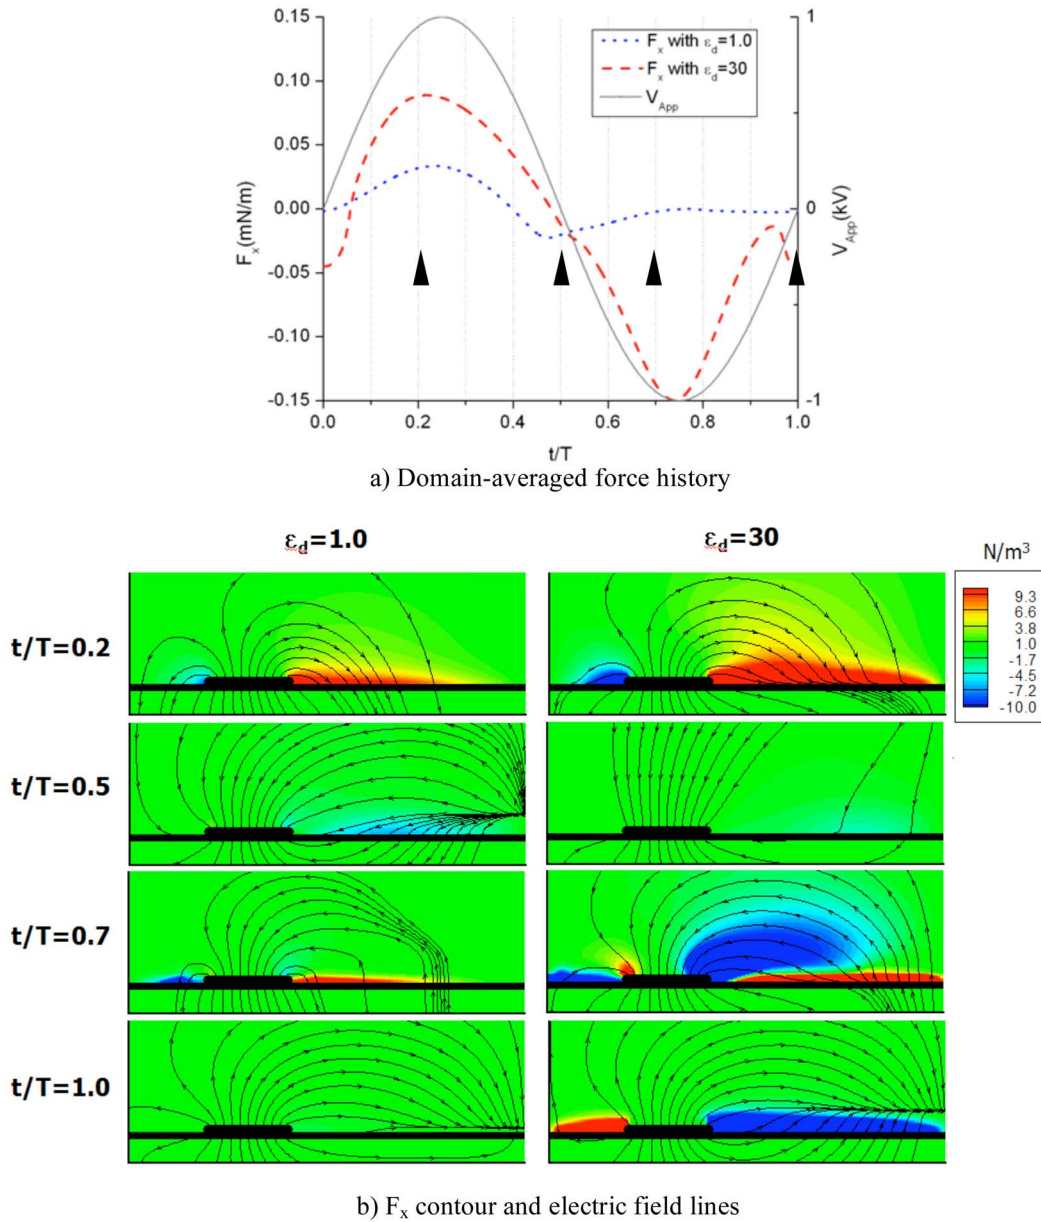 0.15
0.10
0.05
0.00
-0.05
-0.10
-0.15
F_x(mN/m)
1
0
-1
V_App(kV)
F_x with ε_d=1.0
F_x with ε_d=30
V_App
0.0 0.2 0.4 0.6 0.8 1.0
t/T
a) Domain-averaged force history
ε_d=1.0 ε_d=30
N/m³
9.3
6.6
3.8
1.0
-1.7
-4.5
-7.2
-10.0
t/T=0.2
t/T=0.5
t/T=0.7
t/T=1.0
b) F_x contour and electric field lines